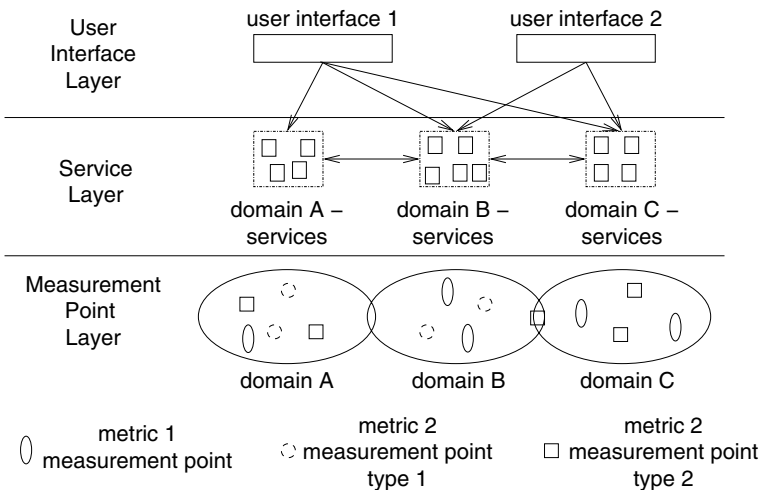 User
Interface
Layer
user interface 1
user interface 2
Service
Layer
domain A –
services
domain B –
services
domain C –
services
Measurement
Point
Layer
domain A
domain B
domain C
metric 1
measurement point
metric 2
measurement point
type 1
metric 2
measurement point
type 2